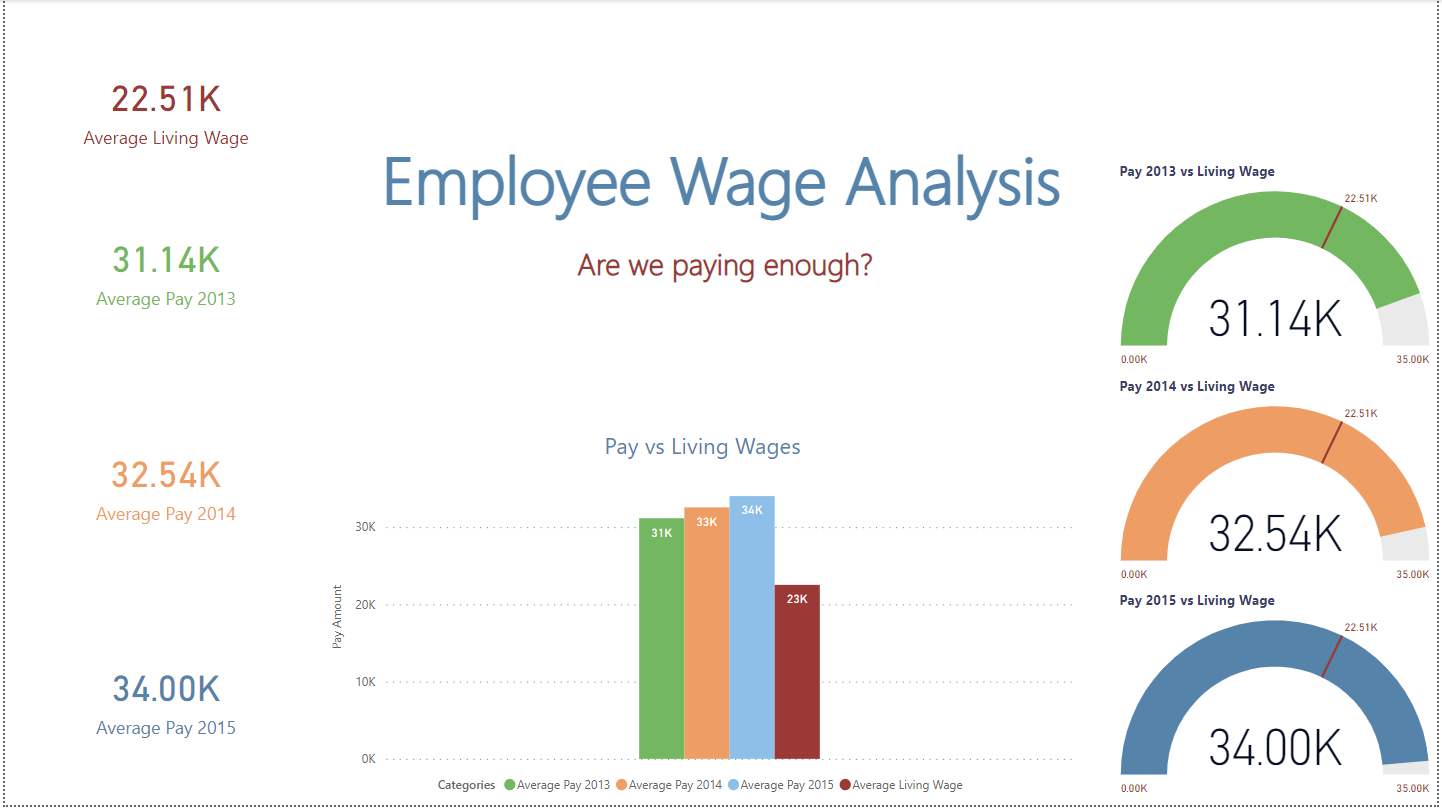 22.51K
Average Living Wage
31.14K
Average Pay 2013
32.54K
Average Pay 2014
34.00K
Average Pay 2015
Employee Wage Analysis
Are we paying enough?
Pay vs Living Wages
Pay Amount
30K
20K
10K
0K
31K
33K
34K
23K
Categories Average Pay 2013 Average Pay 2014 Average Pay 2015 Average Living Wage
Pay 2013 vs Living Wage
22.51K
31.14K
0.00K 35.00K
Pay 2014 vs Living Wage
22.51K
32.54K
0.00K 35.00K
Pay 2015 vs Living Wage
22.51K
34.00K
0.00K 35.00K